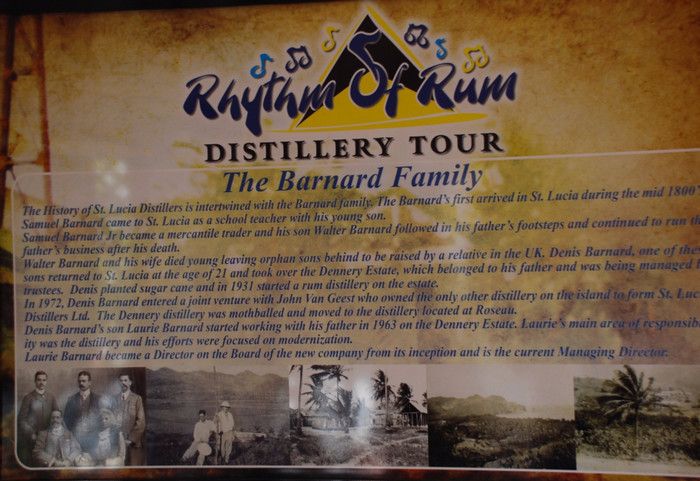 Rhythm Of Rum
DISTILLERY TOUR
The Barnard Family
The History of St. Lucia Distillers is intertwined with the Barnard family. The Barnard's first arrived in St. Lucia during the mid 1800'
Samuel Barnard came to St Lucia as a school teacher with his young son.
Samuel Barnard Jr became a mercantile trader and his son Walter Barnard followed in his father's footsteps and continued to run th
father's business after his death.
Walter Barnard and his wife died young leaving orphan sons behind to be raised by a relative in the UK. Denis Barnard, one of thes
sons returned to St. Lucia at the age of 21 and took over the Dennery Estate, which belonged to his father and was being managed
trustees. Denis planted sugar cane and in 1931 started a rum distillery on the estate.
In 1972, Denis Barnard entered a joint venture with John Van Geest who owned the only other distillery on the island to form St. Luc
Distillers Ltd. The Dennery distillery was mothballed and moved to the distillery located at Roseau.
Denis Barnard's son Laurie Barnard started working with his father in 1963 on the Dennery Estate. Laurie's main area of responsib
ity was the distillery and his efforts were focused on modernization.
Laurie Barnard became a Director on the Board of the new company from its inception and is the current Managing Director.